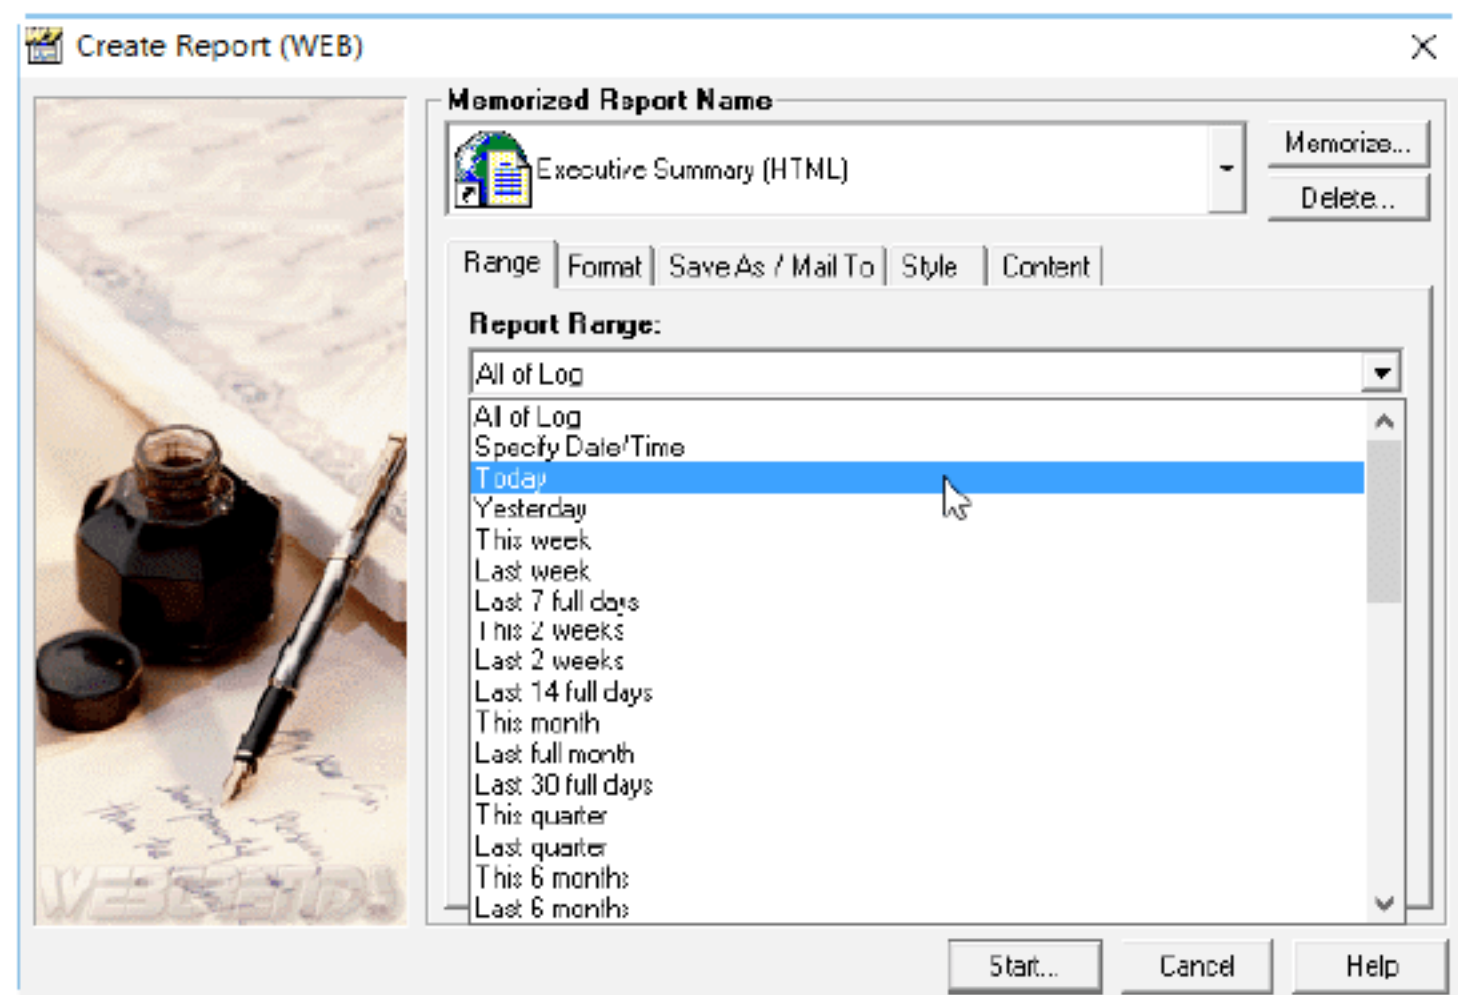 Create Report (WEB)
Memorized Report Name
Executive Summary (HTML)
Memorize...
Delete...
Range
Format
Save As / Mail To
Style
Content
Report Range:
All of Log
All of Log
Specify Date/Time
Today
Yesterday
This week
Last week
Last 7 full days
This 2 weeks
Last 2 weeks
Last 14 full days
This month
Last full month
Last 30 full days
This quarter
Last quarter
This 6 months
Last 6 months
WEBTRENDS
Start...
Cancel
Help